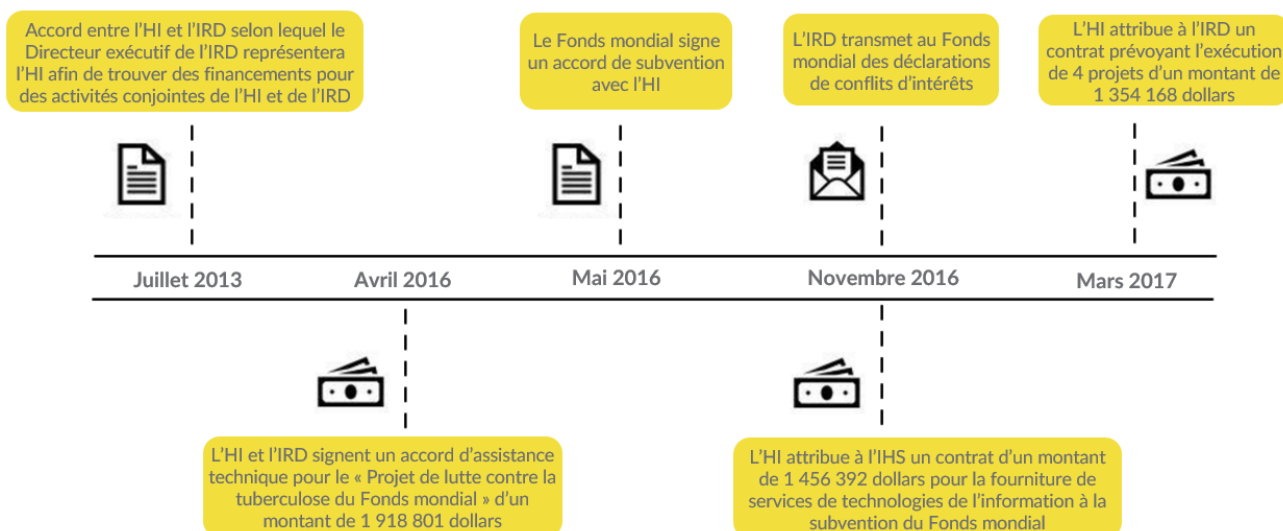 Accord entre l'HI et l'IRD selon lequel le
Directeur exécutif de l'IRD représentera
l'HI afin de trouver des financements pour
des activités conjointes de l'HI et de l'IRD
Le Fonds mondial signe
un accord de subvention
avec l'HI
L'IRD transmet au Fonds
mondial des déclarations
de conflits d'intérêts
L'HI attribue à l'IRD un
contrat prévoyant l'exécution
de 4 projets d'un montant de
1 354 168 dollars
Juillet 2013
Avril 2016
Mai 2016
Novembre 2016
Mars 2017
L'HI et l'IRD signent un accord d'assistance
technique pour le « Projet de lutte contre la
tuberculose du Fonds mondial » d'un
montant de 1 918 801 dollars
L'HI attribue à l'IHS un contrat d'un montant
de 1 456 392 dollars pour la fourniture de
services de technologies de l'information à la
subvention du Fonds mondial